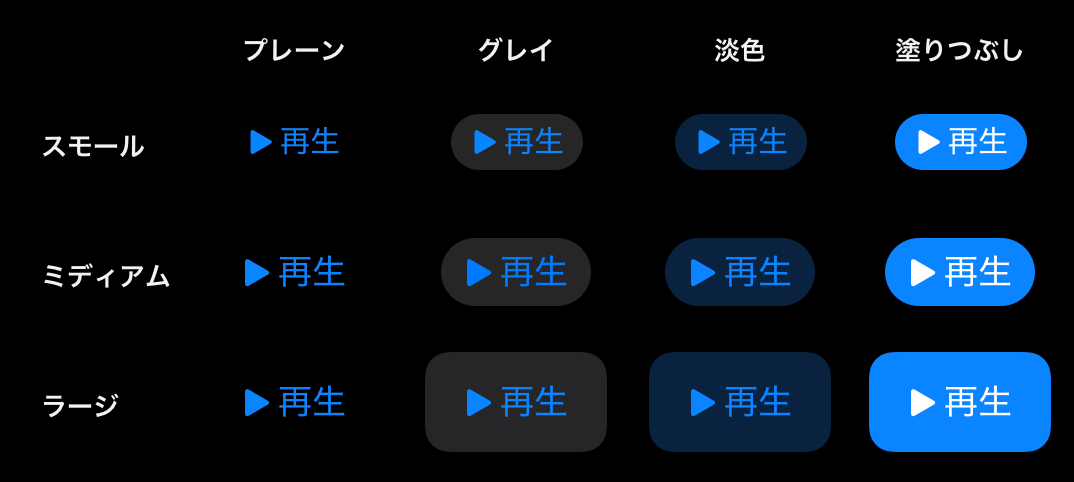 プレーン グレイ 淡色 塗りつぶし
スモール 再生 再生 再生 再生
ミディアム 再生 再生 再生 再生
ラージ 再生 再生 再生 再生